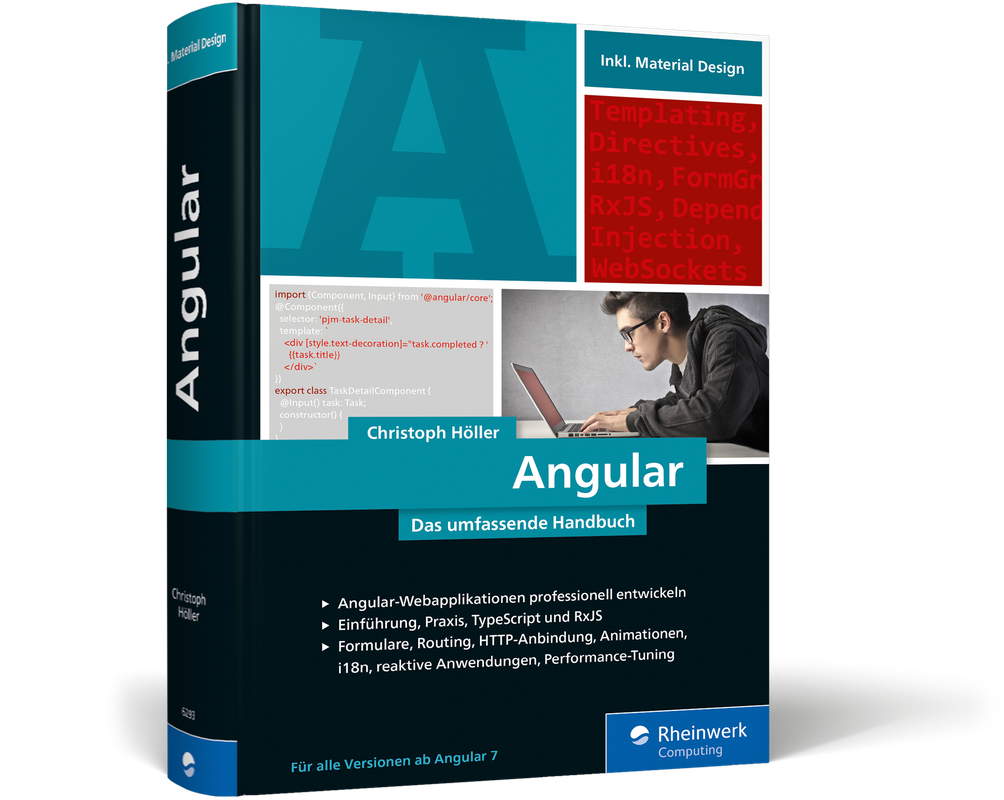 . Material Design
Angular
Christoph
Höller
6293
Inkl. Material Design
Templating,
Directives,
i18n, FormGr
RxJS, Depend
Injection,
WebSockets
import {Component, Input} from '@angular/core';
@Component({
selector: 'pjm-task-detail'
template: `
<div [style.text-decoration]="task.completed ? '
{{task.title}}
</div>`
})
export class TaskDetailComponent {
@Input() task: Task;
constructor() {
}
}
Christoph Höller
Angular
Das umfassende Handbuch
▸ Angular-Webapplikationen professionell entwickeln
▸ Einführung, Praxis, TypeScript und RxJS
▸ Formulare, Routing, HTTP-Anbindung, Animationen,
i18n, reaktive Anwendungen, Performance-Tuning
Für alle Versionen ab Angular 7
Rheinwerk
Computing